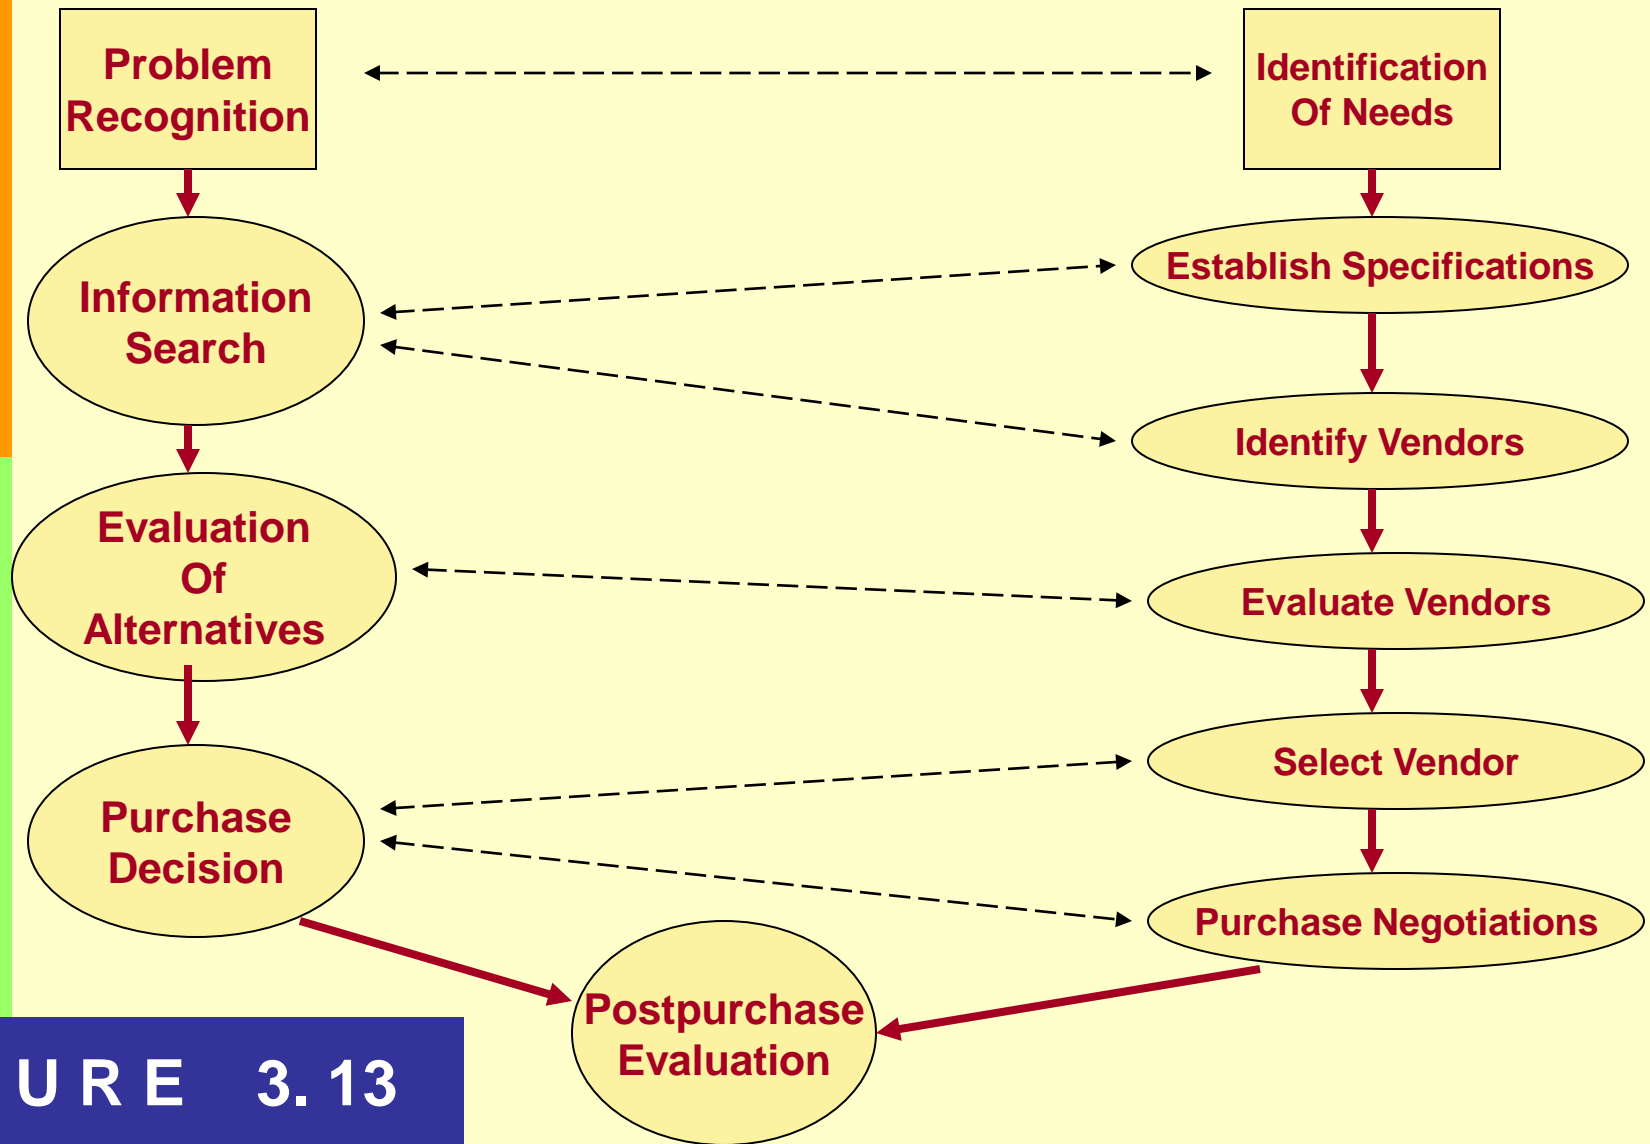 Problem
Recognition
Identification
Of Needs
Information
Search
Establish Specifications
Identify Vendors
Evaluation
Of
Alternatives
Evaluate Vendors
Purchase
Decision
Select Vendor
Purchase Negotiations
Postpurchase
Evaluation
U R E 3. 13